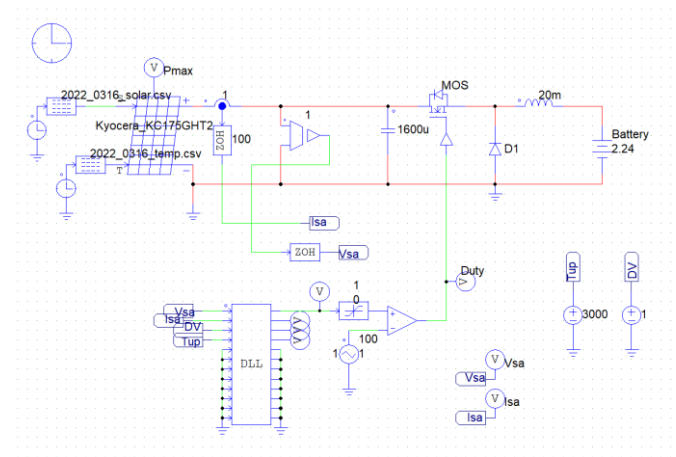 V
Pmax
MOS
2022_0316_solar.csv
S
+
1
1
20m
Kyocera_KC175GHT2
ZOH
100
1600u
Battery
2.24
D1
2022_0316_temp.csv
T
-
Isa
ZOH
Vsa
Duty
V
Tup
DV
V
1
0
Vsa
Isa
DV
Tup
V
V
V
DLL
+
-
100
1
1
3000
1
V
Vsa
Vsa
V
Isa
Isa